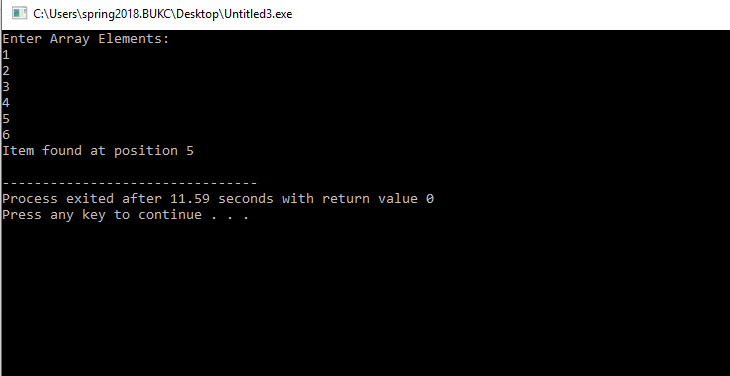 C:\Users\spring2018.BUKC\Desktop\Untitled3.exe
Enter Array Elements:
1
2
3
4
5
6
Item found at position 5
--------------------------------
Process exited after 11.59 seconds with return value 0
Press any key to continue . . .